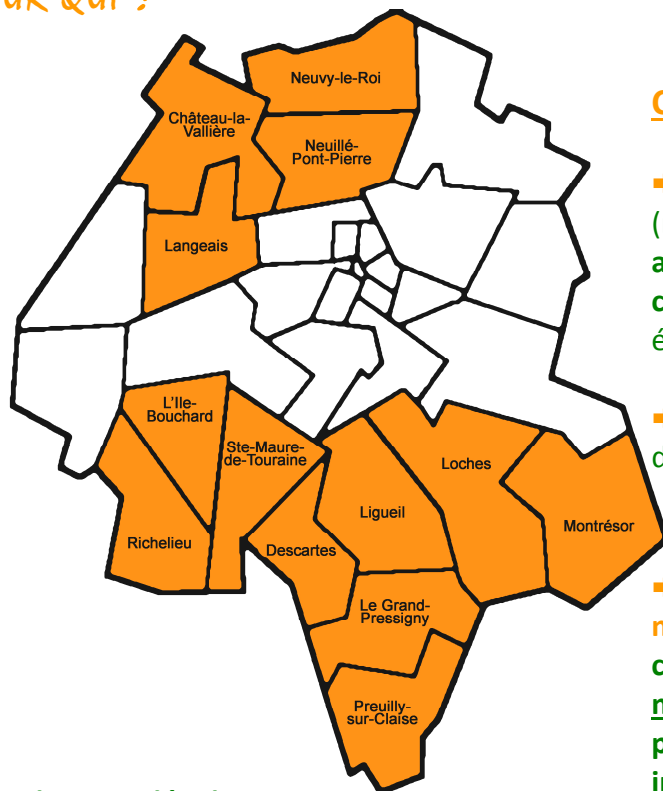 Neuvy-le-Roi
Château-la-
Vallière
Neuillé-
Pont-Pierre
Langeais
L'Ile-
Bouchard
Ste-Maure-
de-Touraine
Loches
Ligueil
Montrésor
Richelieu
Descartes
Le Grand-
Pressigny
Preuilly-
sur-Claise